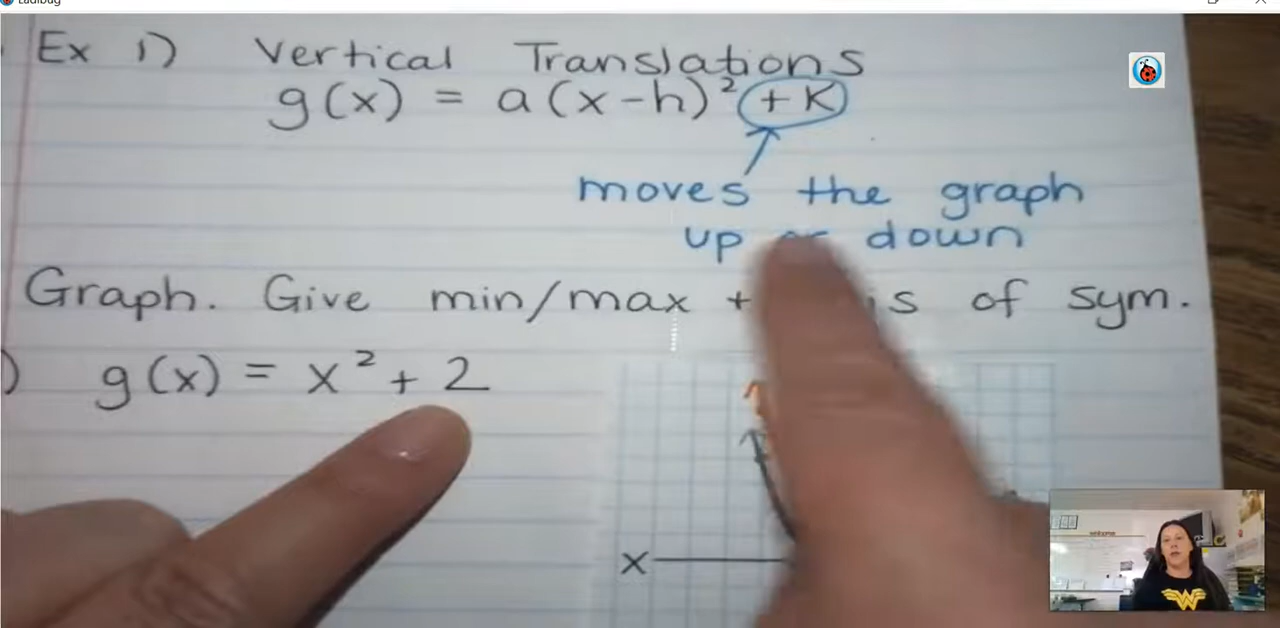 Ladibug
Ex 1) Vertical Translations
g(x) = a(x-h)² + K
moves the graph
up or down
Graph. Give min/max + of sym.
) g(x) = x² + 2
X